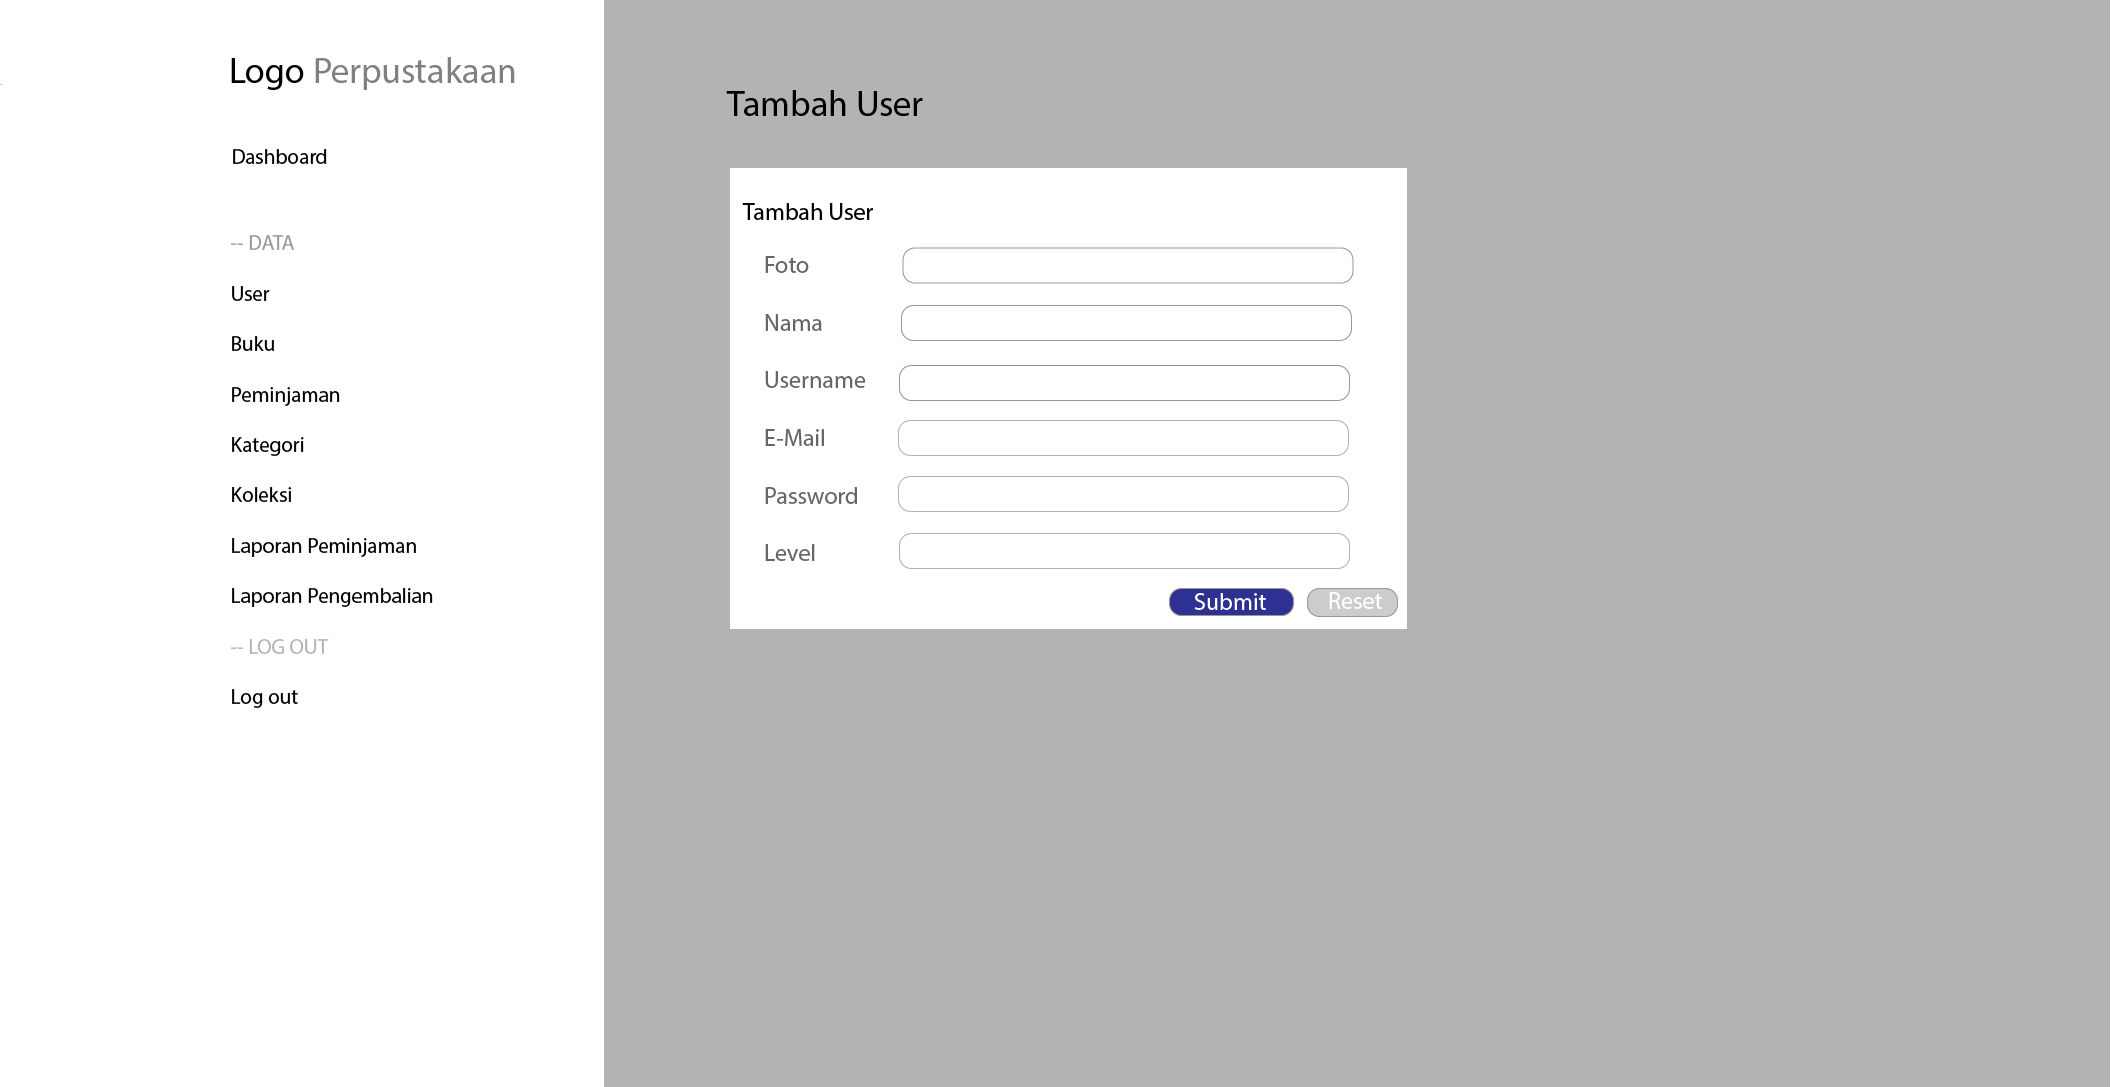 Logo Perpustakaan
Dashboard
-- DATA
User
Buku
Peminjaman
Kategori
Koleksi
Laporan Peminjaman
Laporan Pengembalian
-- LOG OUT
Log out
Tambah User
Tambah User
Foto
Nama
Username
E-Mail
Password
Level
Submit Reset